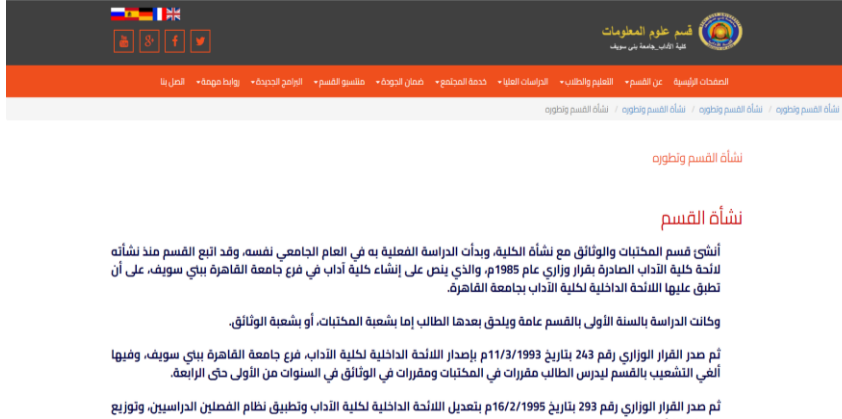 قسم علوم المعلومات
كلية الآداب_جامعة بني سويف
الصفحات الرئيسية عن القسم التعليم والطلاب الدراسات العليا خدمة المجتمع ضمان الجودة منتسبو القسم البرامج الجديدة روابط مهمة اتصل بنا
نشأة القسم وتطوره / نشأة القسم وتطوره / نشأة القسم وتطوره / نشأة القسم وتطوره
نشأة القسم وتطوره
نشأة القسم
أنشئ قسم المكتبات والوثائق مع نشأة الكلية، وبدأت الدراسة الفعلية به في العام الجامعي نفسه، وقد اتبع القسم منذ نشأته
لائحة كلية الآداب الصادرة بقرار وزاري عام 1985م، والذي ينص على إنشاء كلية آداب في فرع جامعة القاهرة ببني سويف، على أن
تطبق عليها اللائحة الداخلية لكلية الآداب بجامعة القاهرة.
وكانت الدراسة بالسنة الأولى بالقسم عامة ويلحق بعدها الطالب إما بشعبة المكتبات، أو بشعبة الوثائق.
ثم صدر القرار الوزاري رقم 243 بتاريخ 11/3/1993م بإصدار اللائحة الداخلية لكلية الآداب، فرع جامعة القاهرة ببني سويف، وفيها
ألغي التشعيب بالقسم ليدرس الطالب مقررات في المكتبات ومقررات في الوثائق في السنوات من الأولى حتى الرابعة.
ثم صدر القرار الوزاري رقم 293 بتاريخ 16/2/1995م بتعديل اللائحة الداخلية لكلية الآداب وتطبيق نظام الفصلين الدراسيين، وتوزيع